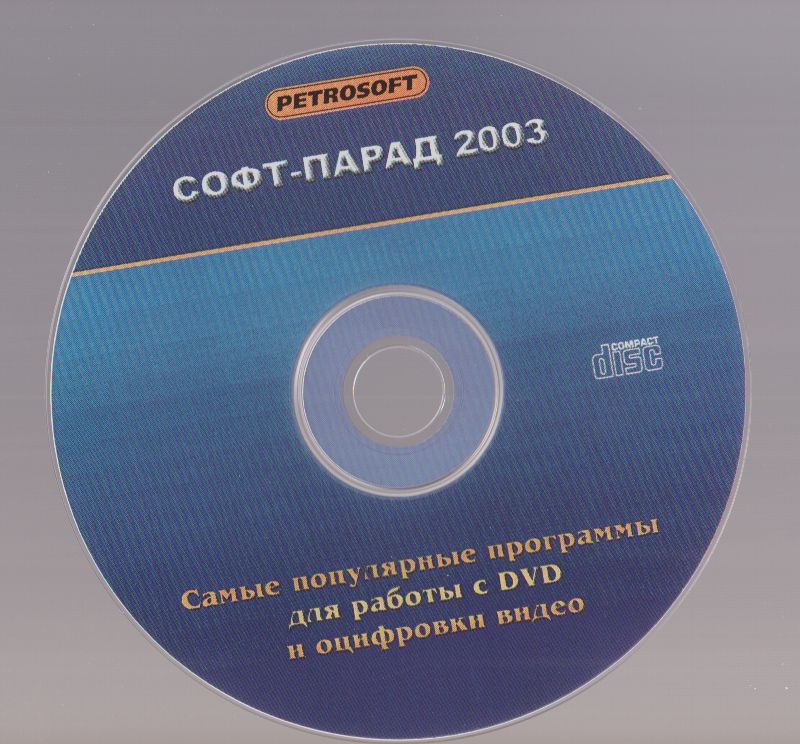 PETROSOFT
СОФТ-ПАРАД 2003
COMPACT
disc
Самые популярные программы
для работы с DVD
и оцифровки видео